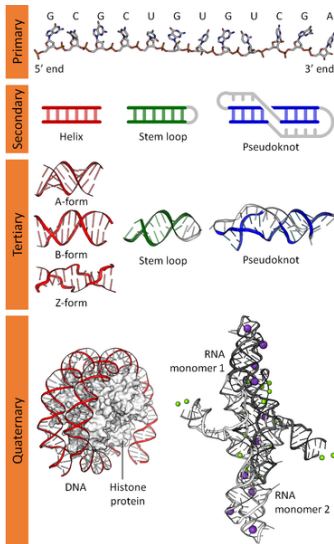 Primary
G C G C U G U G U C G A
5' end
3' end
Secondary
Helix
Stem loop
Pseudoknot
Tertiary
A-form
B-form
Z-form
Stem loop
Pseudoknot
Quaternary
DNA
Histone
protein
RNA
monomer 1
RNA
monomer 2